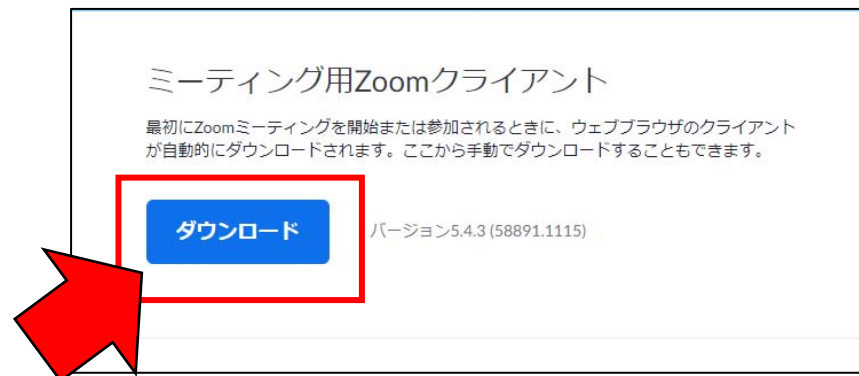 ミーティング用Zoomクライアント
最初にZoomミーティングを開始または参加されるときに、ウェブブラウザのクライアント
が自動的にダウンロードされます。ここから手動でダウンロードすることもできます。
ダウンロード
バージョン5.4.3 (58891.1115)